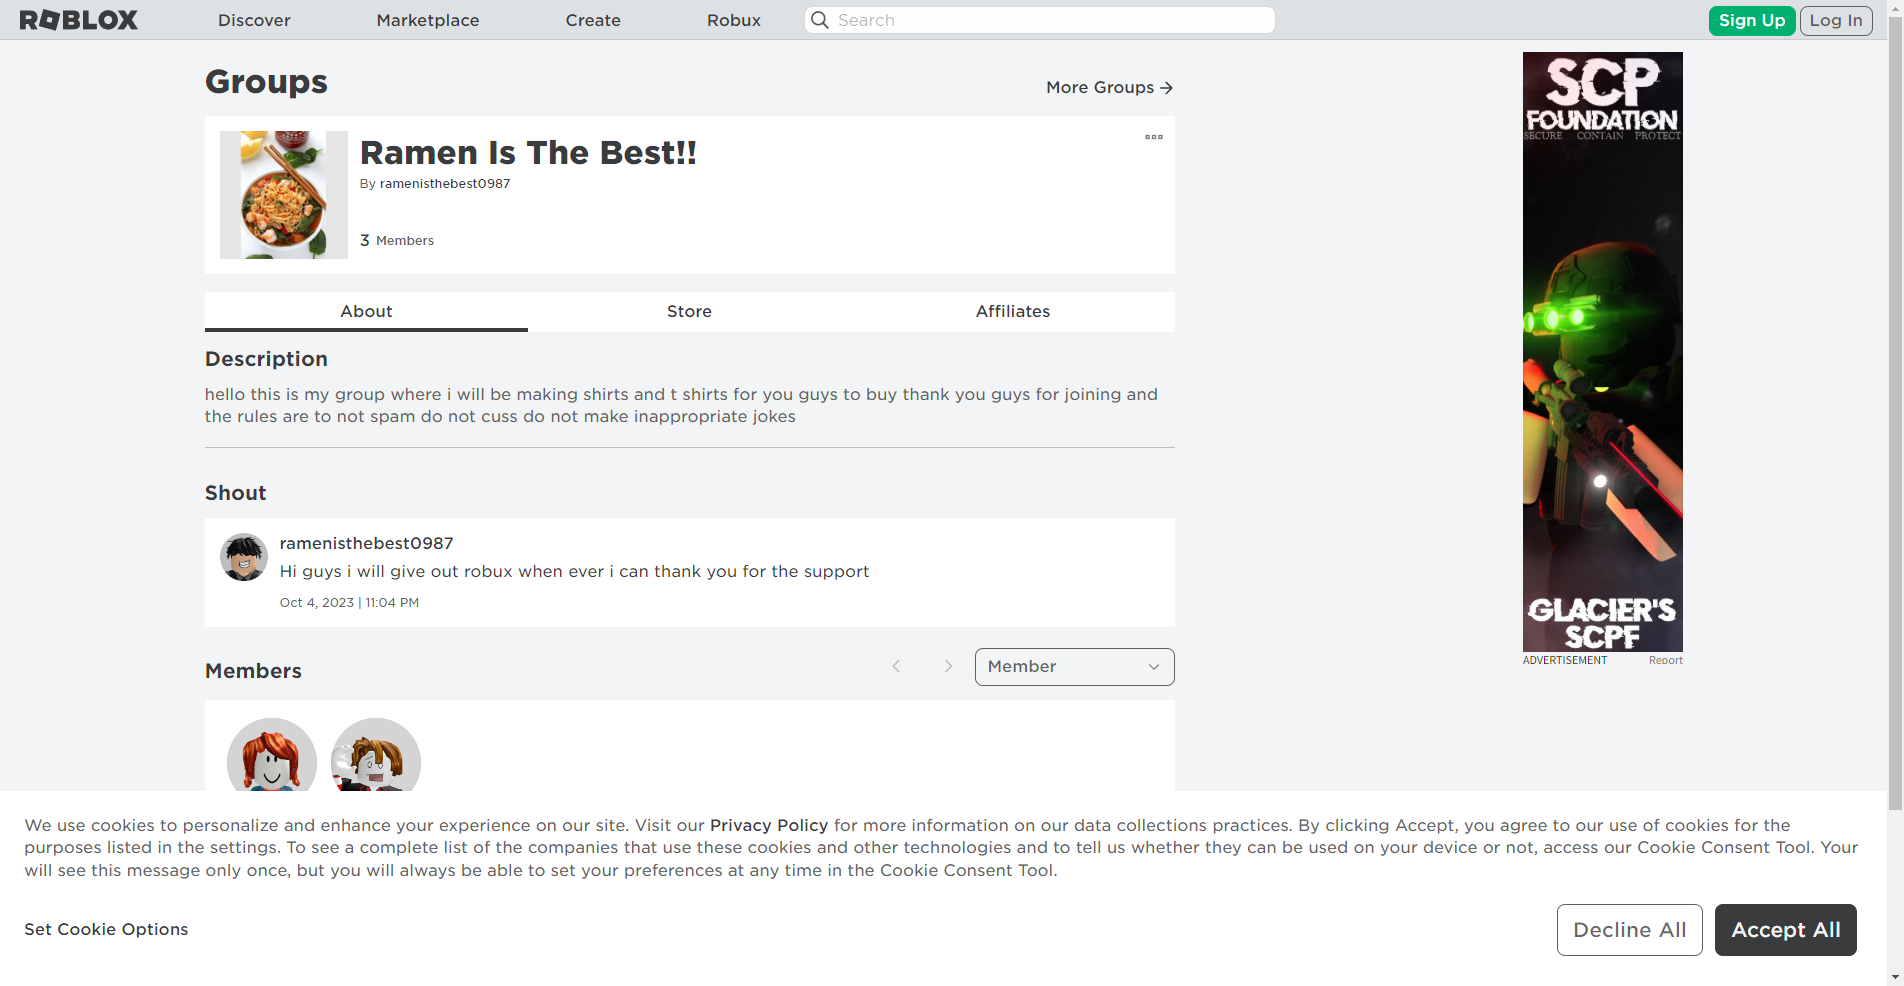 ROBLOX
Discover
Marketplace
Create
Robux
Search
Sign Up
Log In
Groups
More Groups
Ramen Is The Best!!
By ramenisthebest0987
3 Members
About
Store
Affiliates
Description
hello this is my group where i will be making shirts and t shirts for you guys to buy thank you guys for joining and
the rules are to not spam do not cuss do not make inappropriate jokes
Shout
ramenisthebest0987
Hi guys i will give out robux when ever i can thank you for the support
Oct 4, 2023 | 11:04 PM
Members
Member
SCP
FOUNDATION
SECURE CONTAIN PROTECT
GLACIER'S
SCPF
ADVERTISEMENT
Report
We use cookies to personalize and enhance your experience on our site. Visit our Privacy Policy for more information on our data collections practices. By clicking Accept, you agree to our use of cookies for the
purposes listed in the settings. To see a complete list of the companies that use these cookies and other technologies and to tell us whether they can be used on your device or not, access our Cookie Consent Tool. Your
will see this message only once, but you will always be able to set your preferences at any time in the Cookie Consent Tool.
Set Cookie Options
Decline All
Accept All